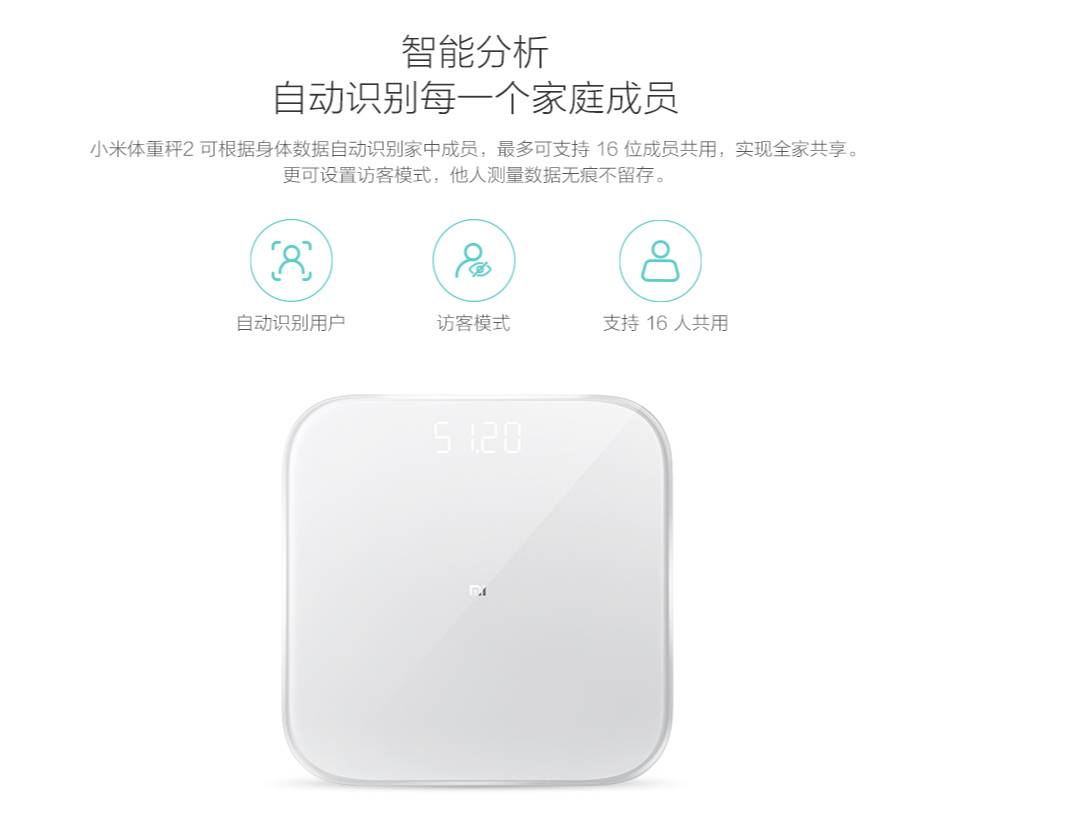 智能分析
自动识别每一个家庭成员
小米体重秤2 可根据身体数据自动识别家中成员，最多可支持 16 位成员共用，实现全家共享。
更可设置访客模式，他人测量数据无痕不留存。
自动识别用户
访客模式
支持 16 人共用
51.20
mi